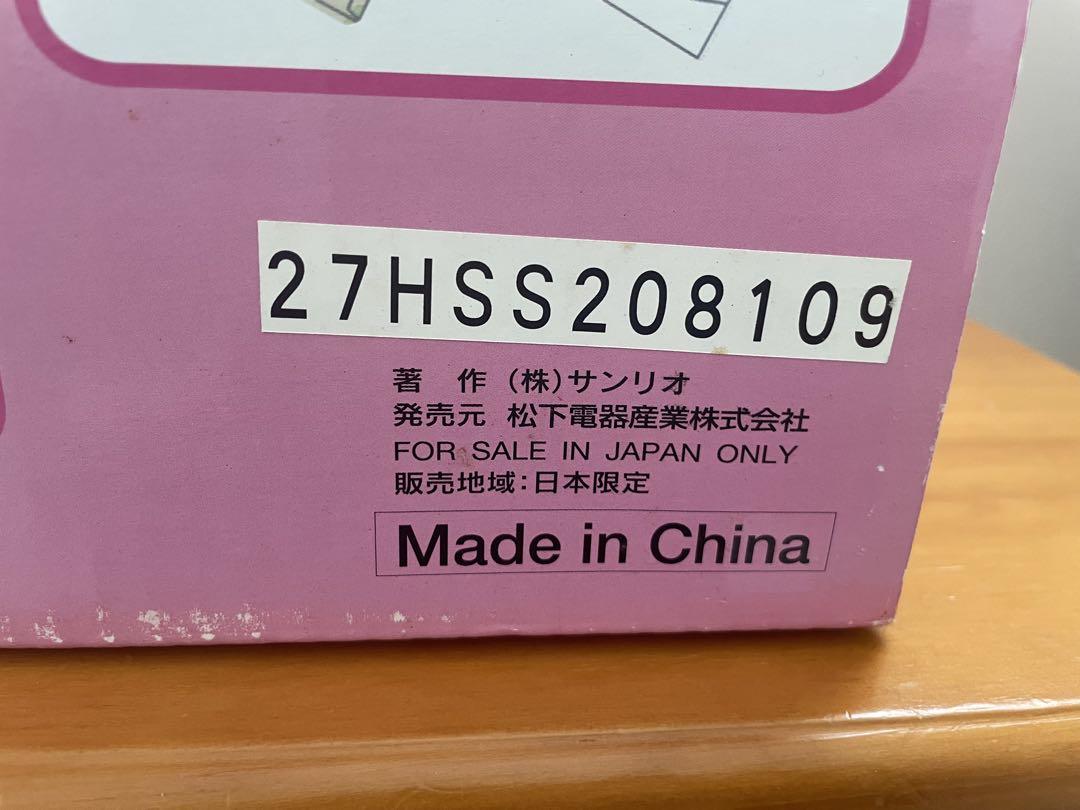 27HSS208109
著　作（株）サンリオ
発売元 松下電器産業株式会社
FOR SALE IN JAPAN ONLY
販売地域:日本限定
Made in China